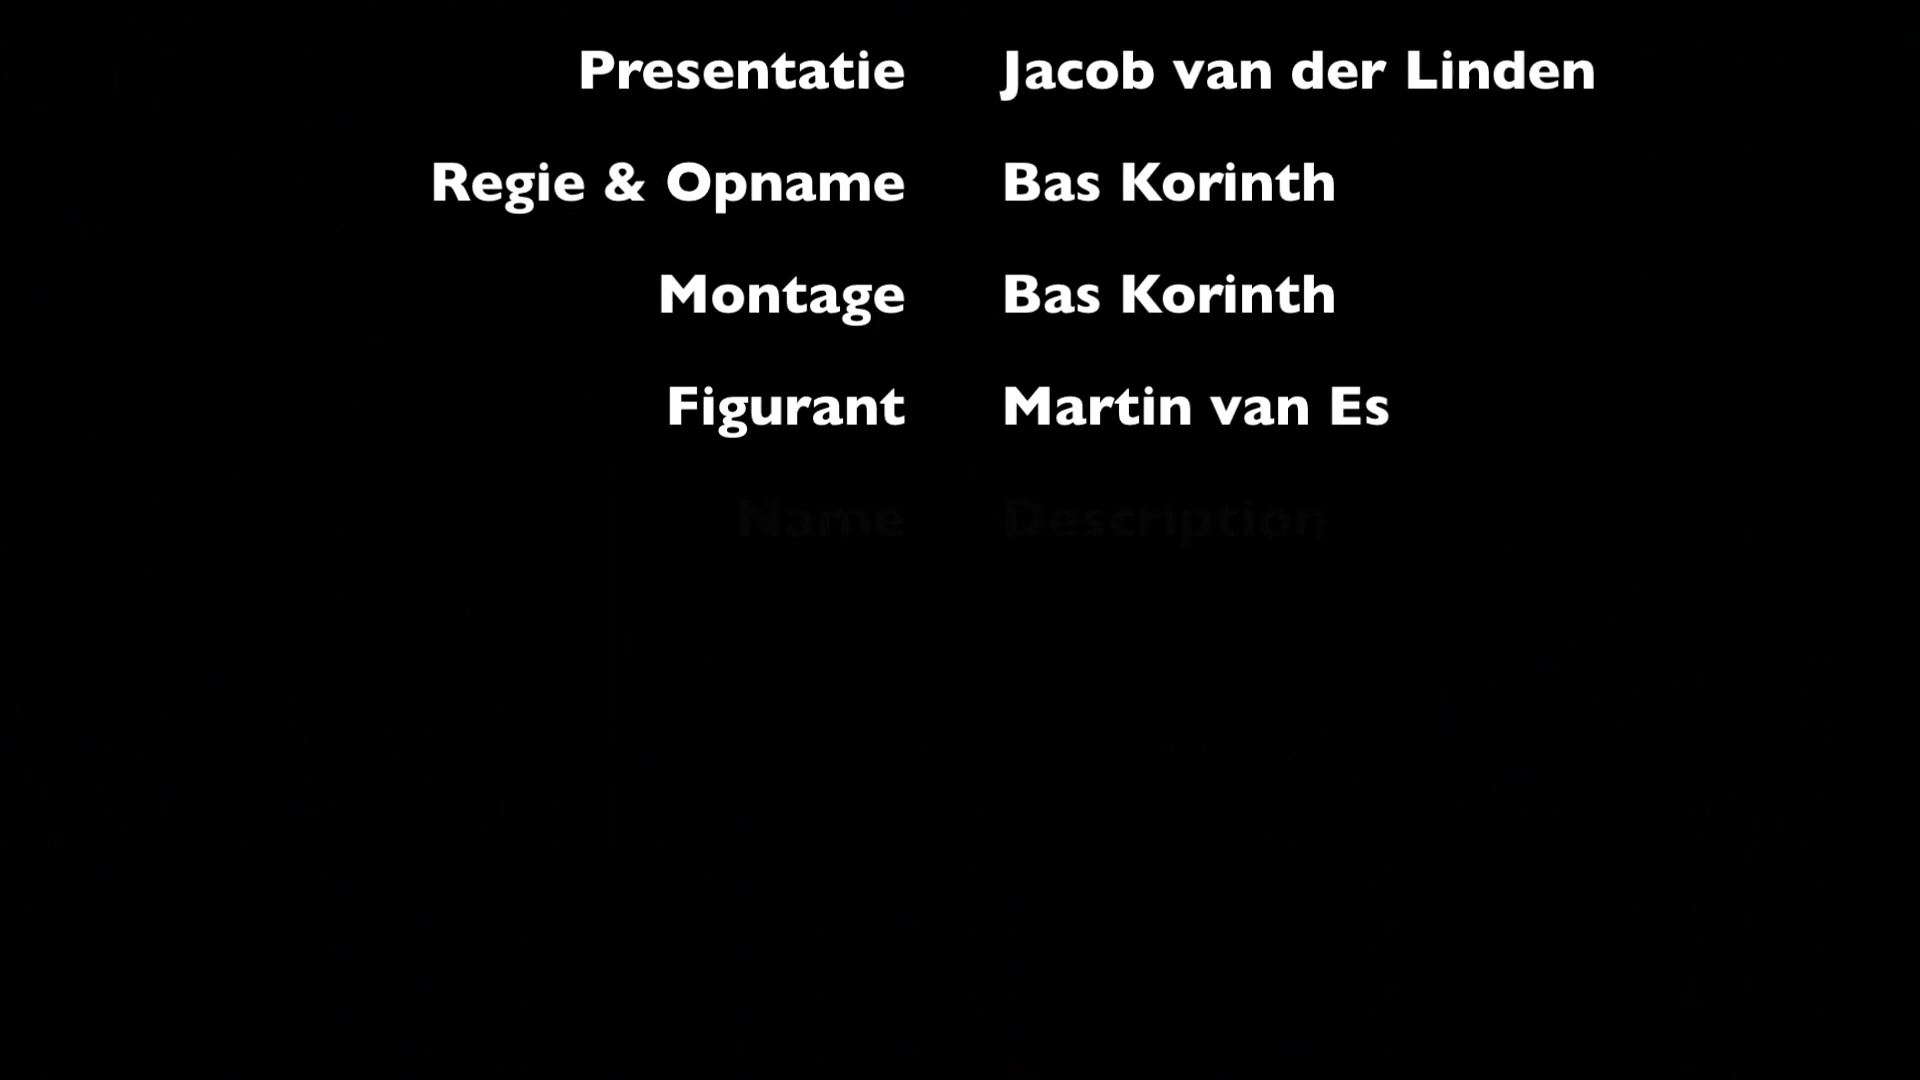 Presentatie Jacob van der Linden
Regie & Opname Bas Korinth
Montage Bas Korinth
Figurant Martin van Es
Name Description